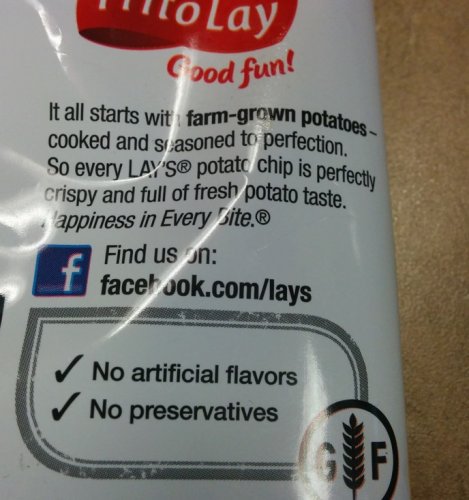 FritoLay
Good fun!
It all starts with farm-grown potatoes –
cooked and seasoned to perfection.
So every LAY'S® potato chip is perfectly
crispy and full of fresh potato taste.
Happiness in Every Bite.®
f
Find us on:
facebook.com/lays
✓ No artificial flavors
✓ No preservatives
G F